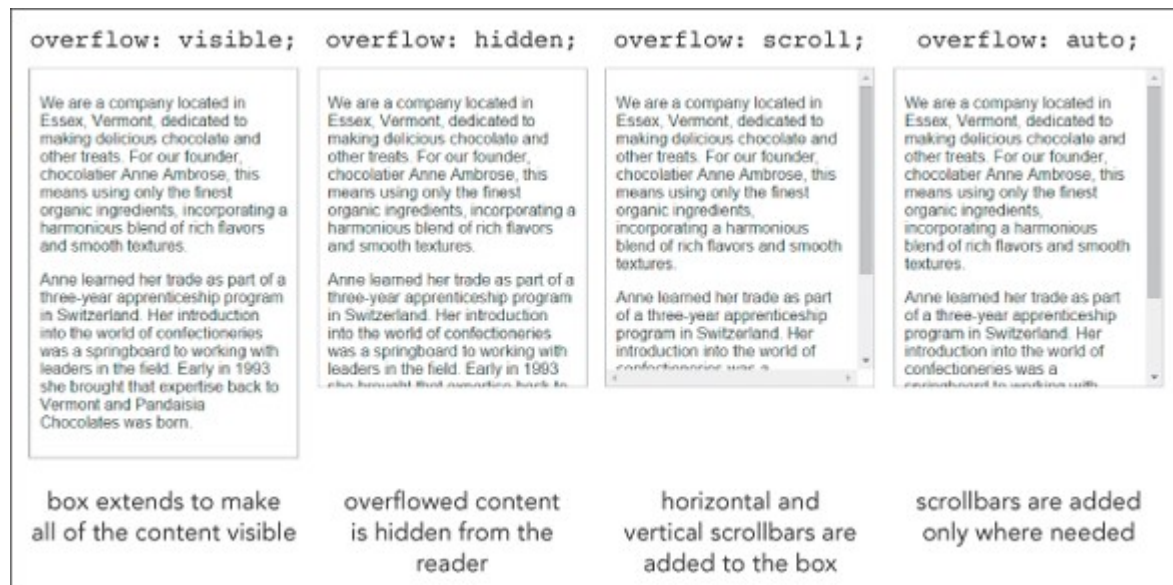 overflow: visible;
We are a company located in
Essex, Vermont, dedicated to
making delicious chocolate and
other treats. For our founder,
chocolatier Anne Ambrose, this
means using only the finest
organic ingredients, incorporating a
harmonious blend of rich flavors
and smooth textures.
Anne learned her trade as part of a
three-year apprenticeship program
in Switzerland. Her introduction
into the world of confectioneries
was a springboard to working with
leaders in the field. Early in 1993
she brought that expertise back to
Vermont and Pandaisia
Chocolates was born.
box extends to make
all of the content visible
overflow: hidden;
We are a company located in
Essex, Vermont, dedicated to
making delicious chocolate and
other treats. For our founder,
chocolatier Anne Ambrose, this
means using only the finest
organic ingredients, incorporating a
harmonious blend of rich flavors
and smooth textures.
Anne learned her trade as part of a
three-year apprenticeship program
in Switzerland. Her introduction
into the world of confectioneries
was a springboard to working with
leaders in the field. Early in 1993
she brought that expertise back to
overflowed content
is hidden from the
reader
overflow: scroll;
We are a company located in
Essex, Vermont, dedicated to
making delicious chocolate and
other treats. For our founder,
chocolatier Anne Ambrose, this
means using only the finest
organic ingredients,
incorporating a harmonious
blend of rich flavors and smooth
textures.
Anne learned her trade as part
of a three-year apprenticeship
program in Switzerland. Her
introduction into the world of
confectioneries was a
horizontal and
vertical scrollbars are
added to the box
overflow: auto;
We are a company located in
Essex, Vermont, dedicated to
making delicious chocolate and
other treats. For our founder,
chocolatier Anne Ambrose, this
means using only the finest
organic ingredients,
incorporating a harmonious
blend of rich flavors and smooth
textures.
Anne learned her trade as part
of a three-year apprenticeship
program in Switzerland. Her
introduction into the world of
confectioneries was a
springboard to working with
scrollbars are added
only where needed